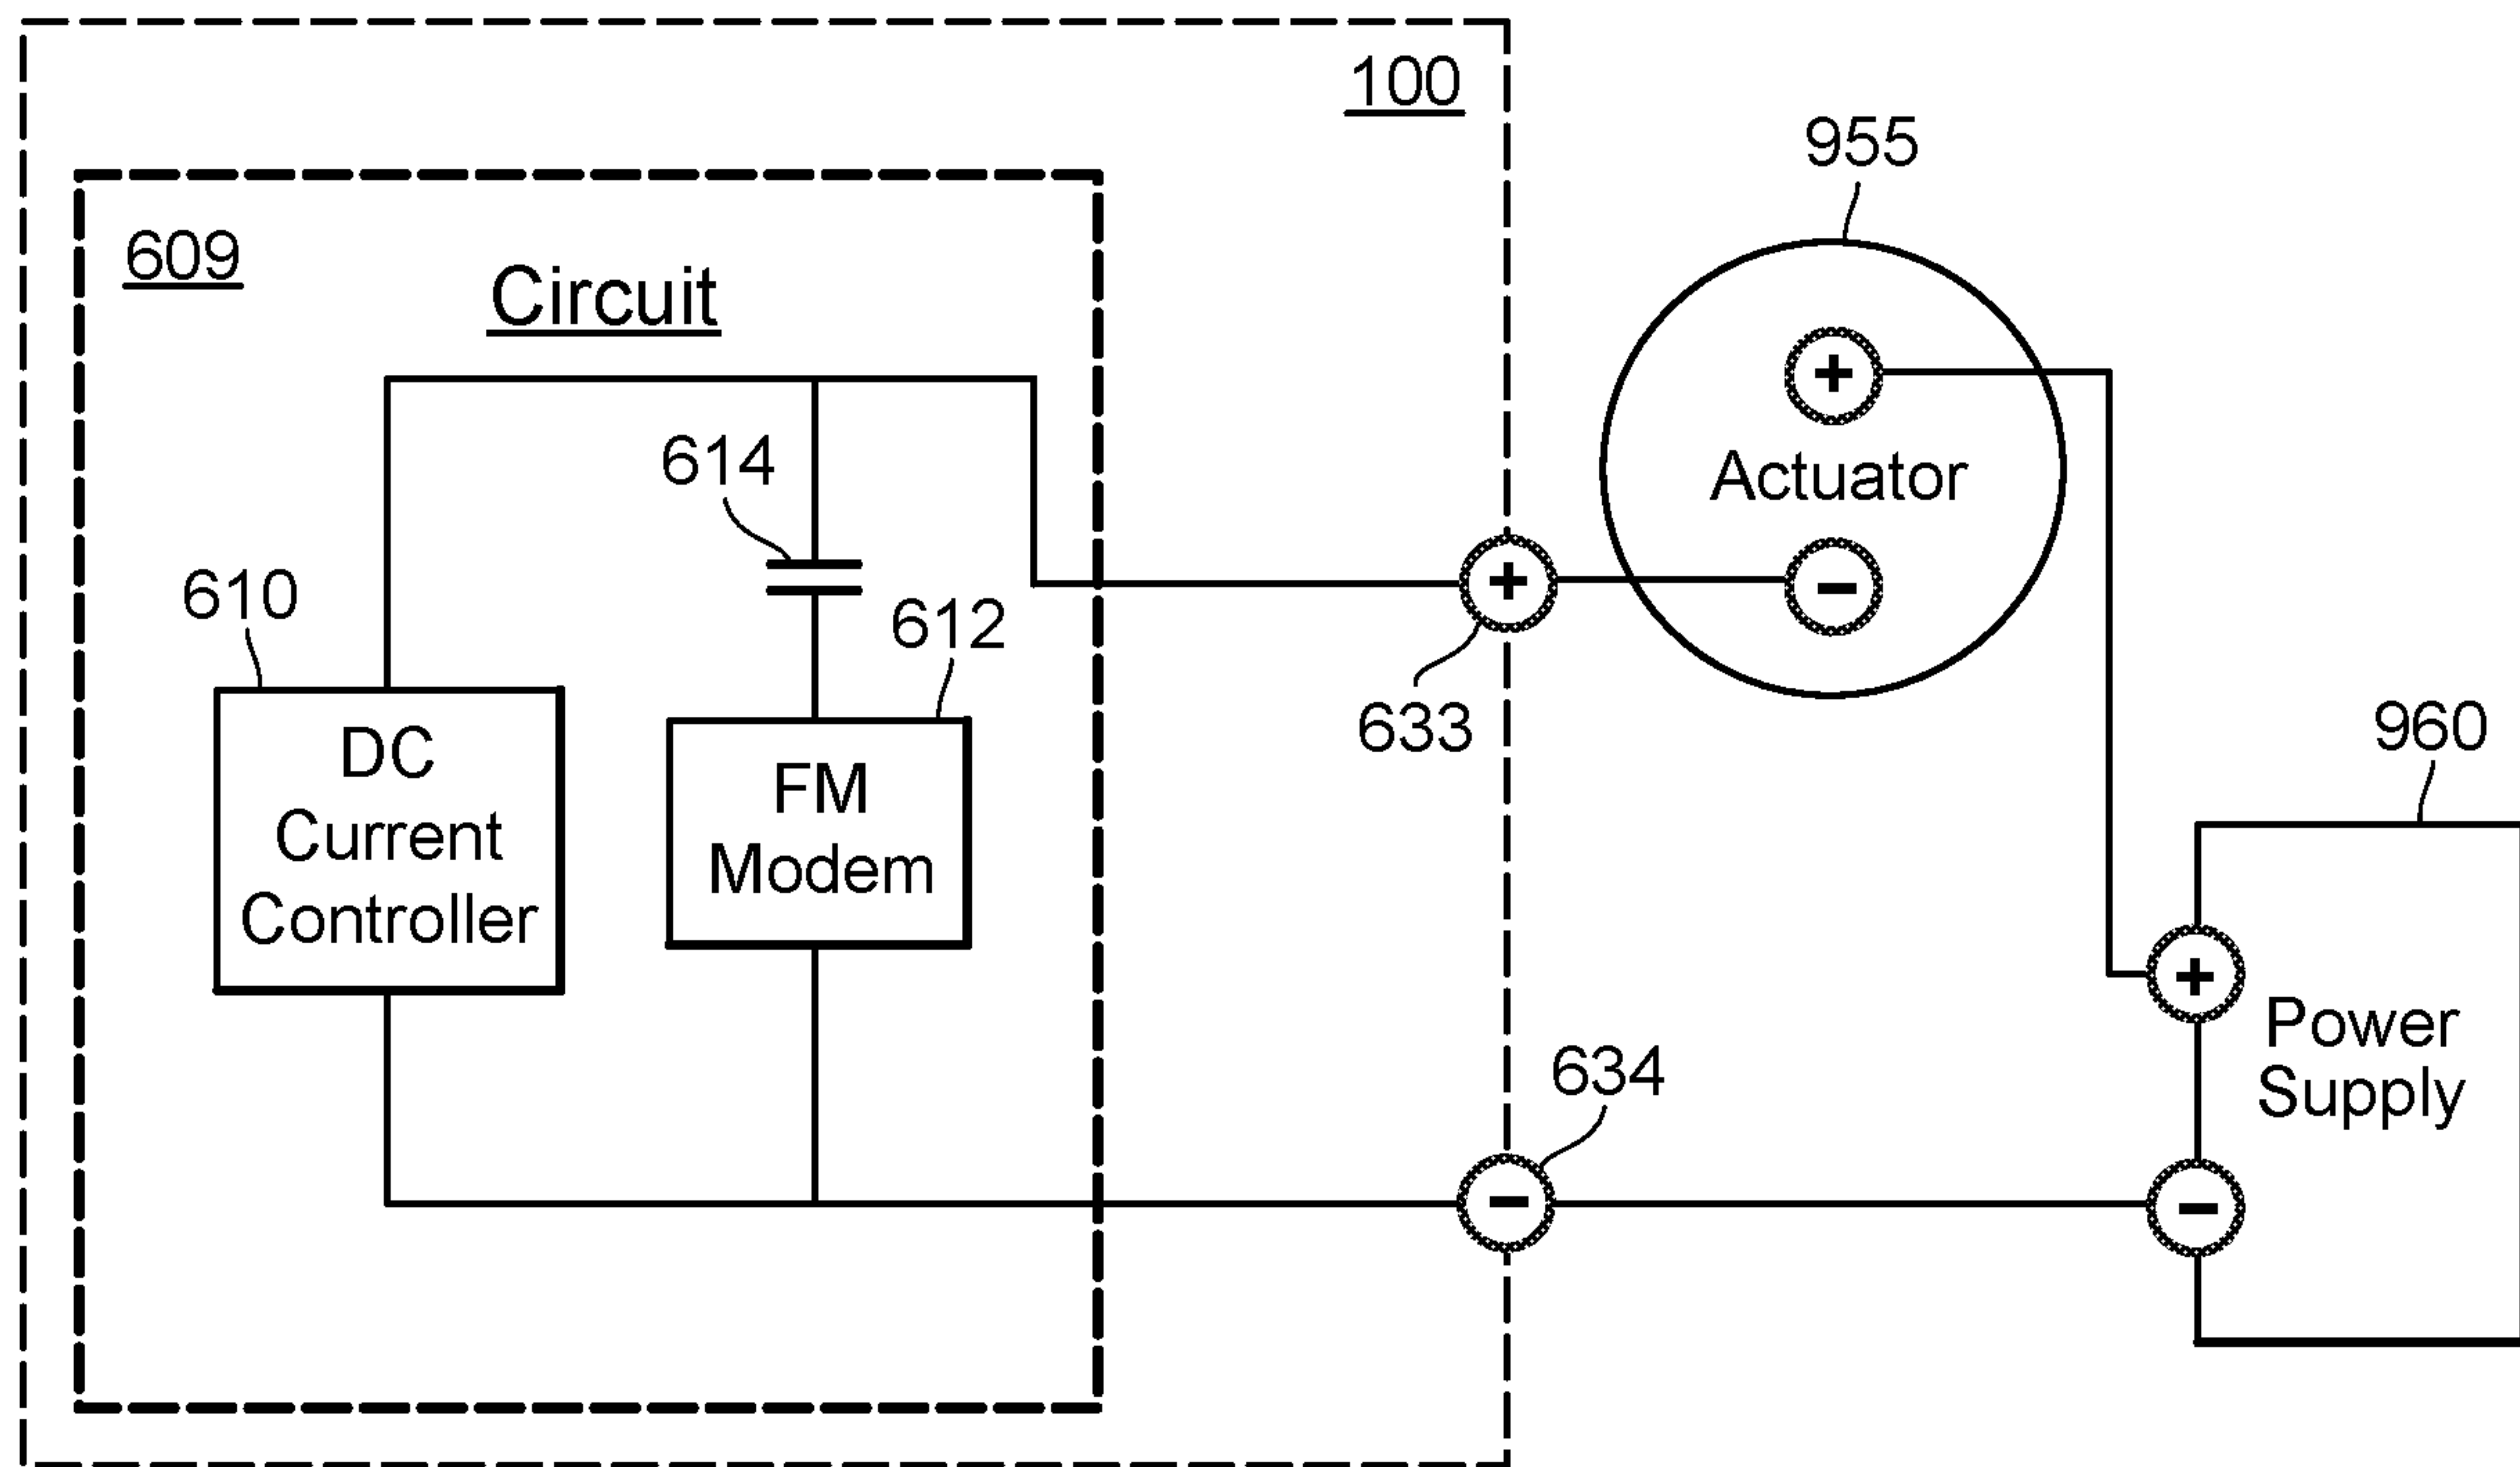 100
955
609
Circuit
+
614
Actuator
610
612
+
-
633
DC
Current
Controller
FM
Modem
960
+
Power
Supply
634
-
-